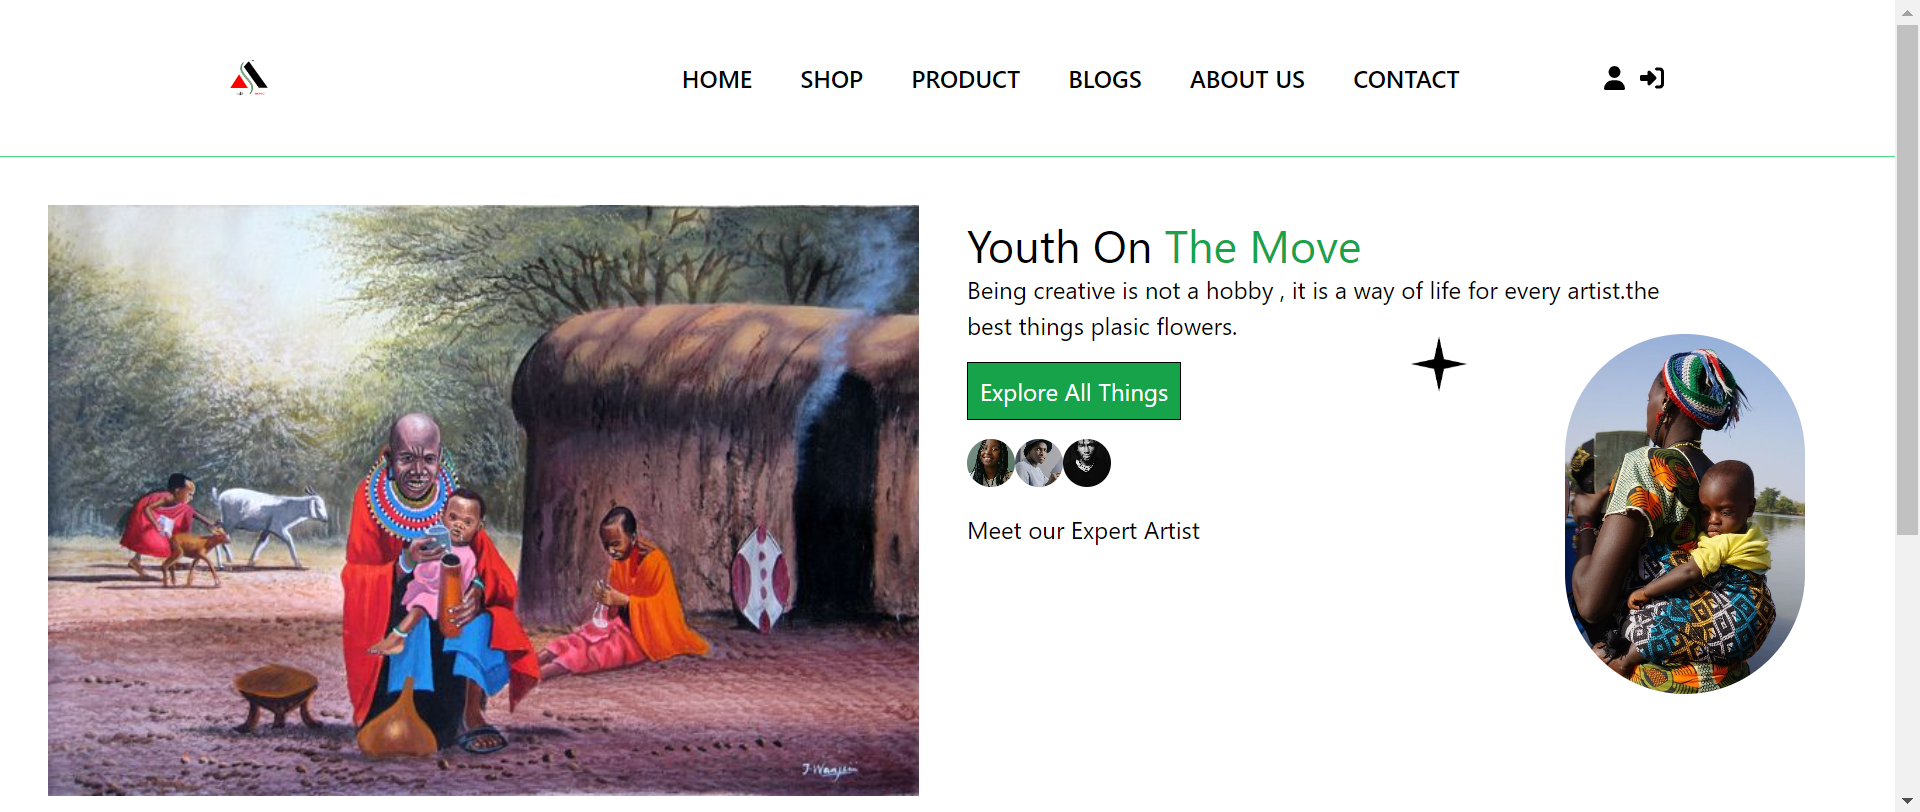 HOME SHOP PRODUCT BLOGS ABOUT US CONTACT
Youth On The Move
Being creative is not a hobby , it is a way of life for every artist.the
best things plasic flowers.
Explore All Things
Meet our Expert Artist